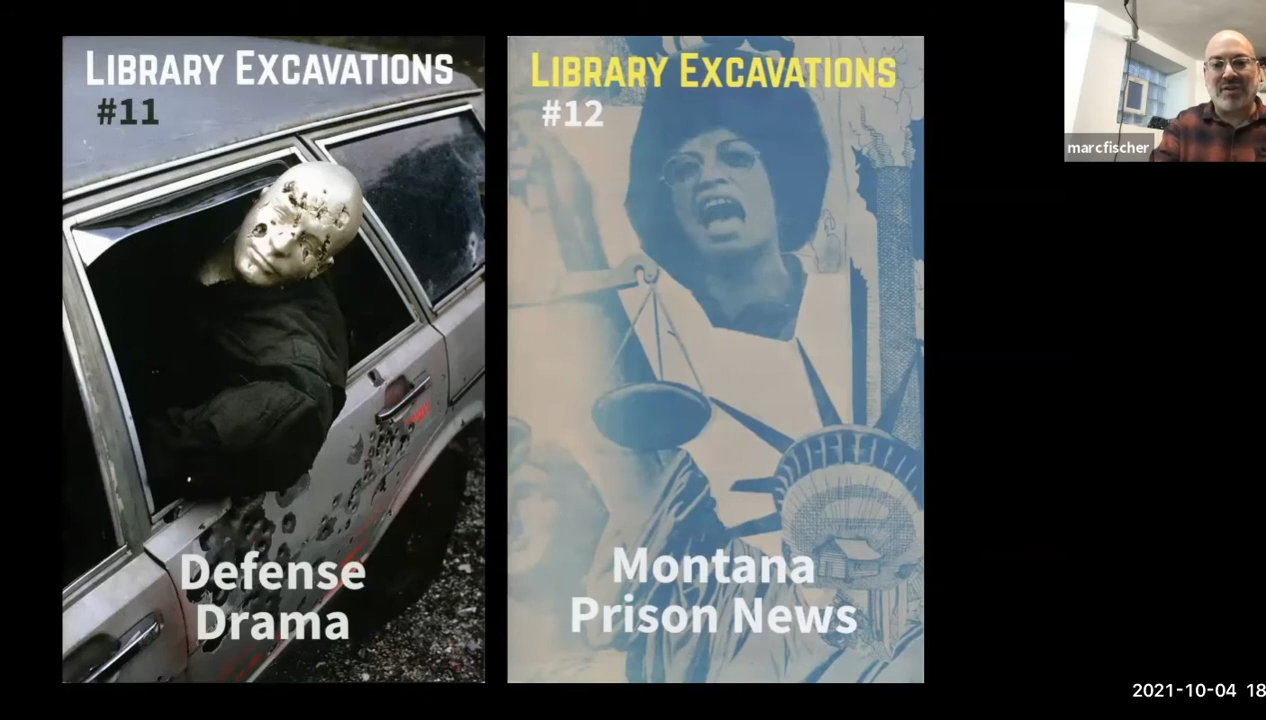 LIBRARY EXCAVATIONS
#11
Defense
Drama
LIBRARY EXCAVATIONS
#12
Montana
Prison News
marcfischer
2021-10-04 18